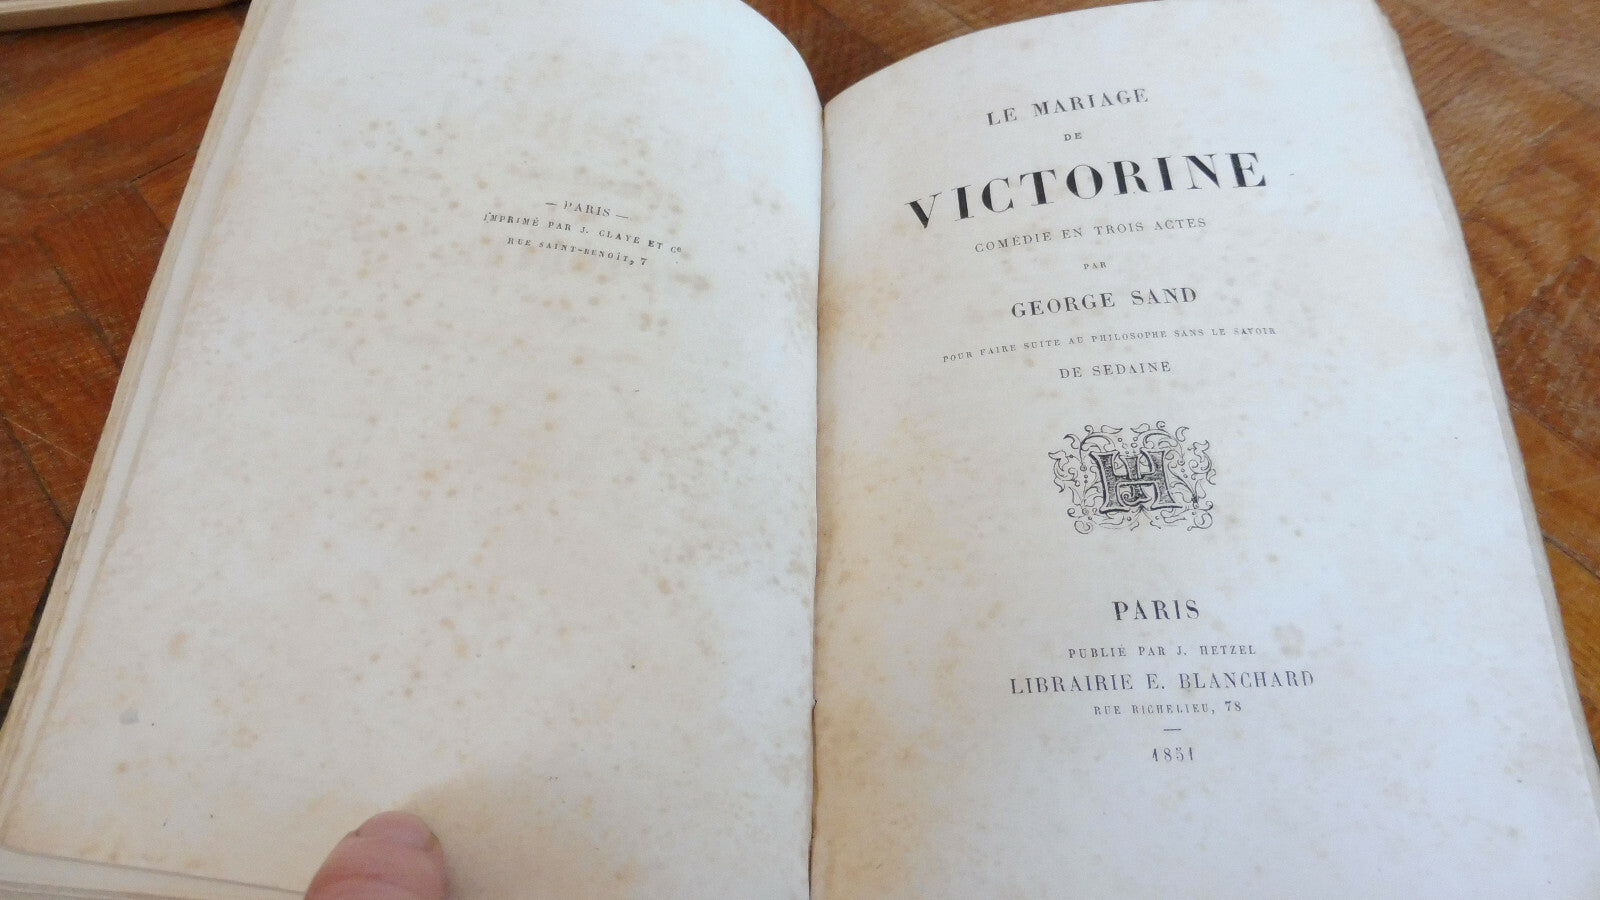 — PARIS —
IMPRIMÉ PAR J. CLAYE ET Ce
RUE SAINT-BENOÎT, 7
LE MARIAGE
DE
VICTORINE
COMÉDIE EN TROIS ACTES
PAR
GEORGE SAND
POUR FAIRE SUITE AU PHILOSOPHE SANS LE SAVOIR
DE SEDAINE
PARIS
PUBLIÉ PAR J. HETZEL
LIBRAIRIE E. BLANCHARD
RUE RICHELIEU, 78
—
1851